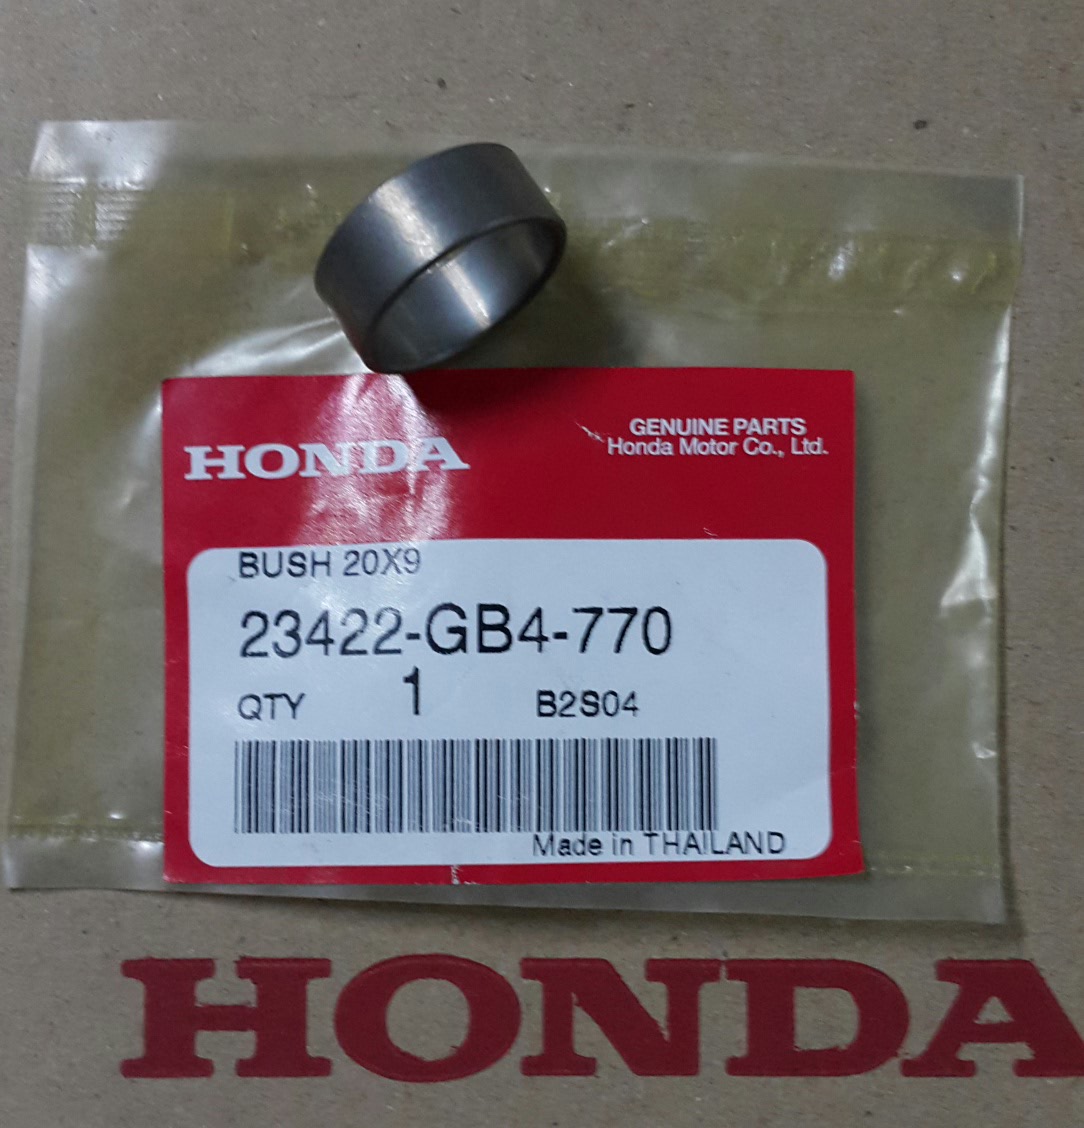 HONDA
GENUINE PARTS
Honda Motor Co., Ltd.
BUSH 20X9
23422-GB4-770
QTY 1 B2S04
Made in THAILAND
HONDA